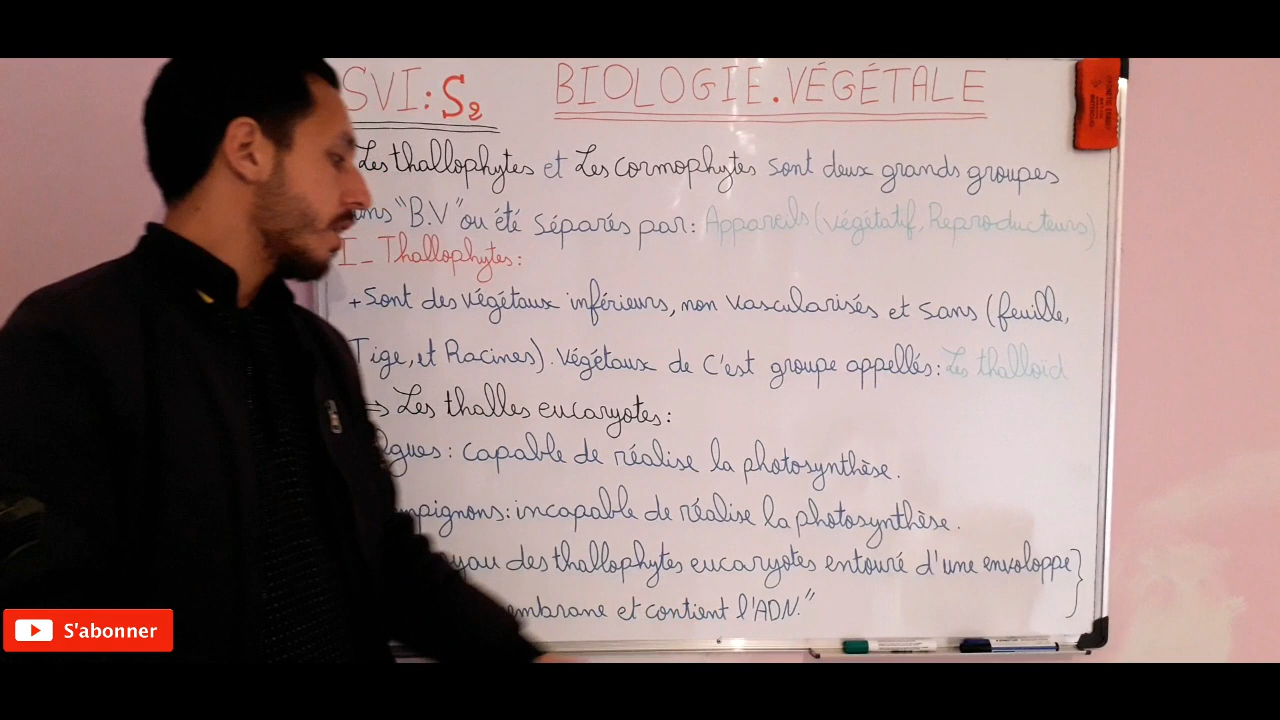 SVI: S2
BIOLOGIE.VÉGÉTALE
Les thallophytes et Les cormophytes sont deux grands groupes
"B.V" ou été séparés par: Appareils (végétatif, Reproducteurs)
I_ Thallophytes:
+ Sont des végétaux inférieurs, non vascularisés et sans (feuille,
Tige, et Racines). Végétaux de C'est groupe appellés: Les thalloïd
⇒ Les thalles eucaryotes:
: capable de réalise la photosynthèse.
: incapable de réalise la photosynthèse.
des thallophytes eucaryotes entouré d'une enveloppe }
et contient l'ADN."
S'abonner